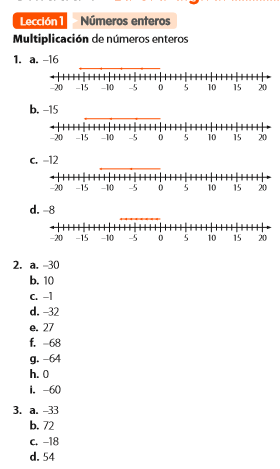 Lección 1 Números enteros
Multiplicación de números enteros
1. a. –16
–20 –15 –10 –5 0 5 10 15 20
b. –15
–20 –15 –10 –5 0 5 10 15 20
c. –12
–20 –15 –10 –5 0 5 10 15 20
d. –8
–20 –15 –10 –5 0 5 10 15 20
2. a. –30
b. 10
c. –1
d. –32
e. 27
f. –68
g. –64
h. 0
i. –60
3. a. –33
b. 72
c. –18
d. 54